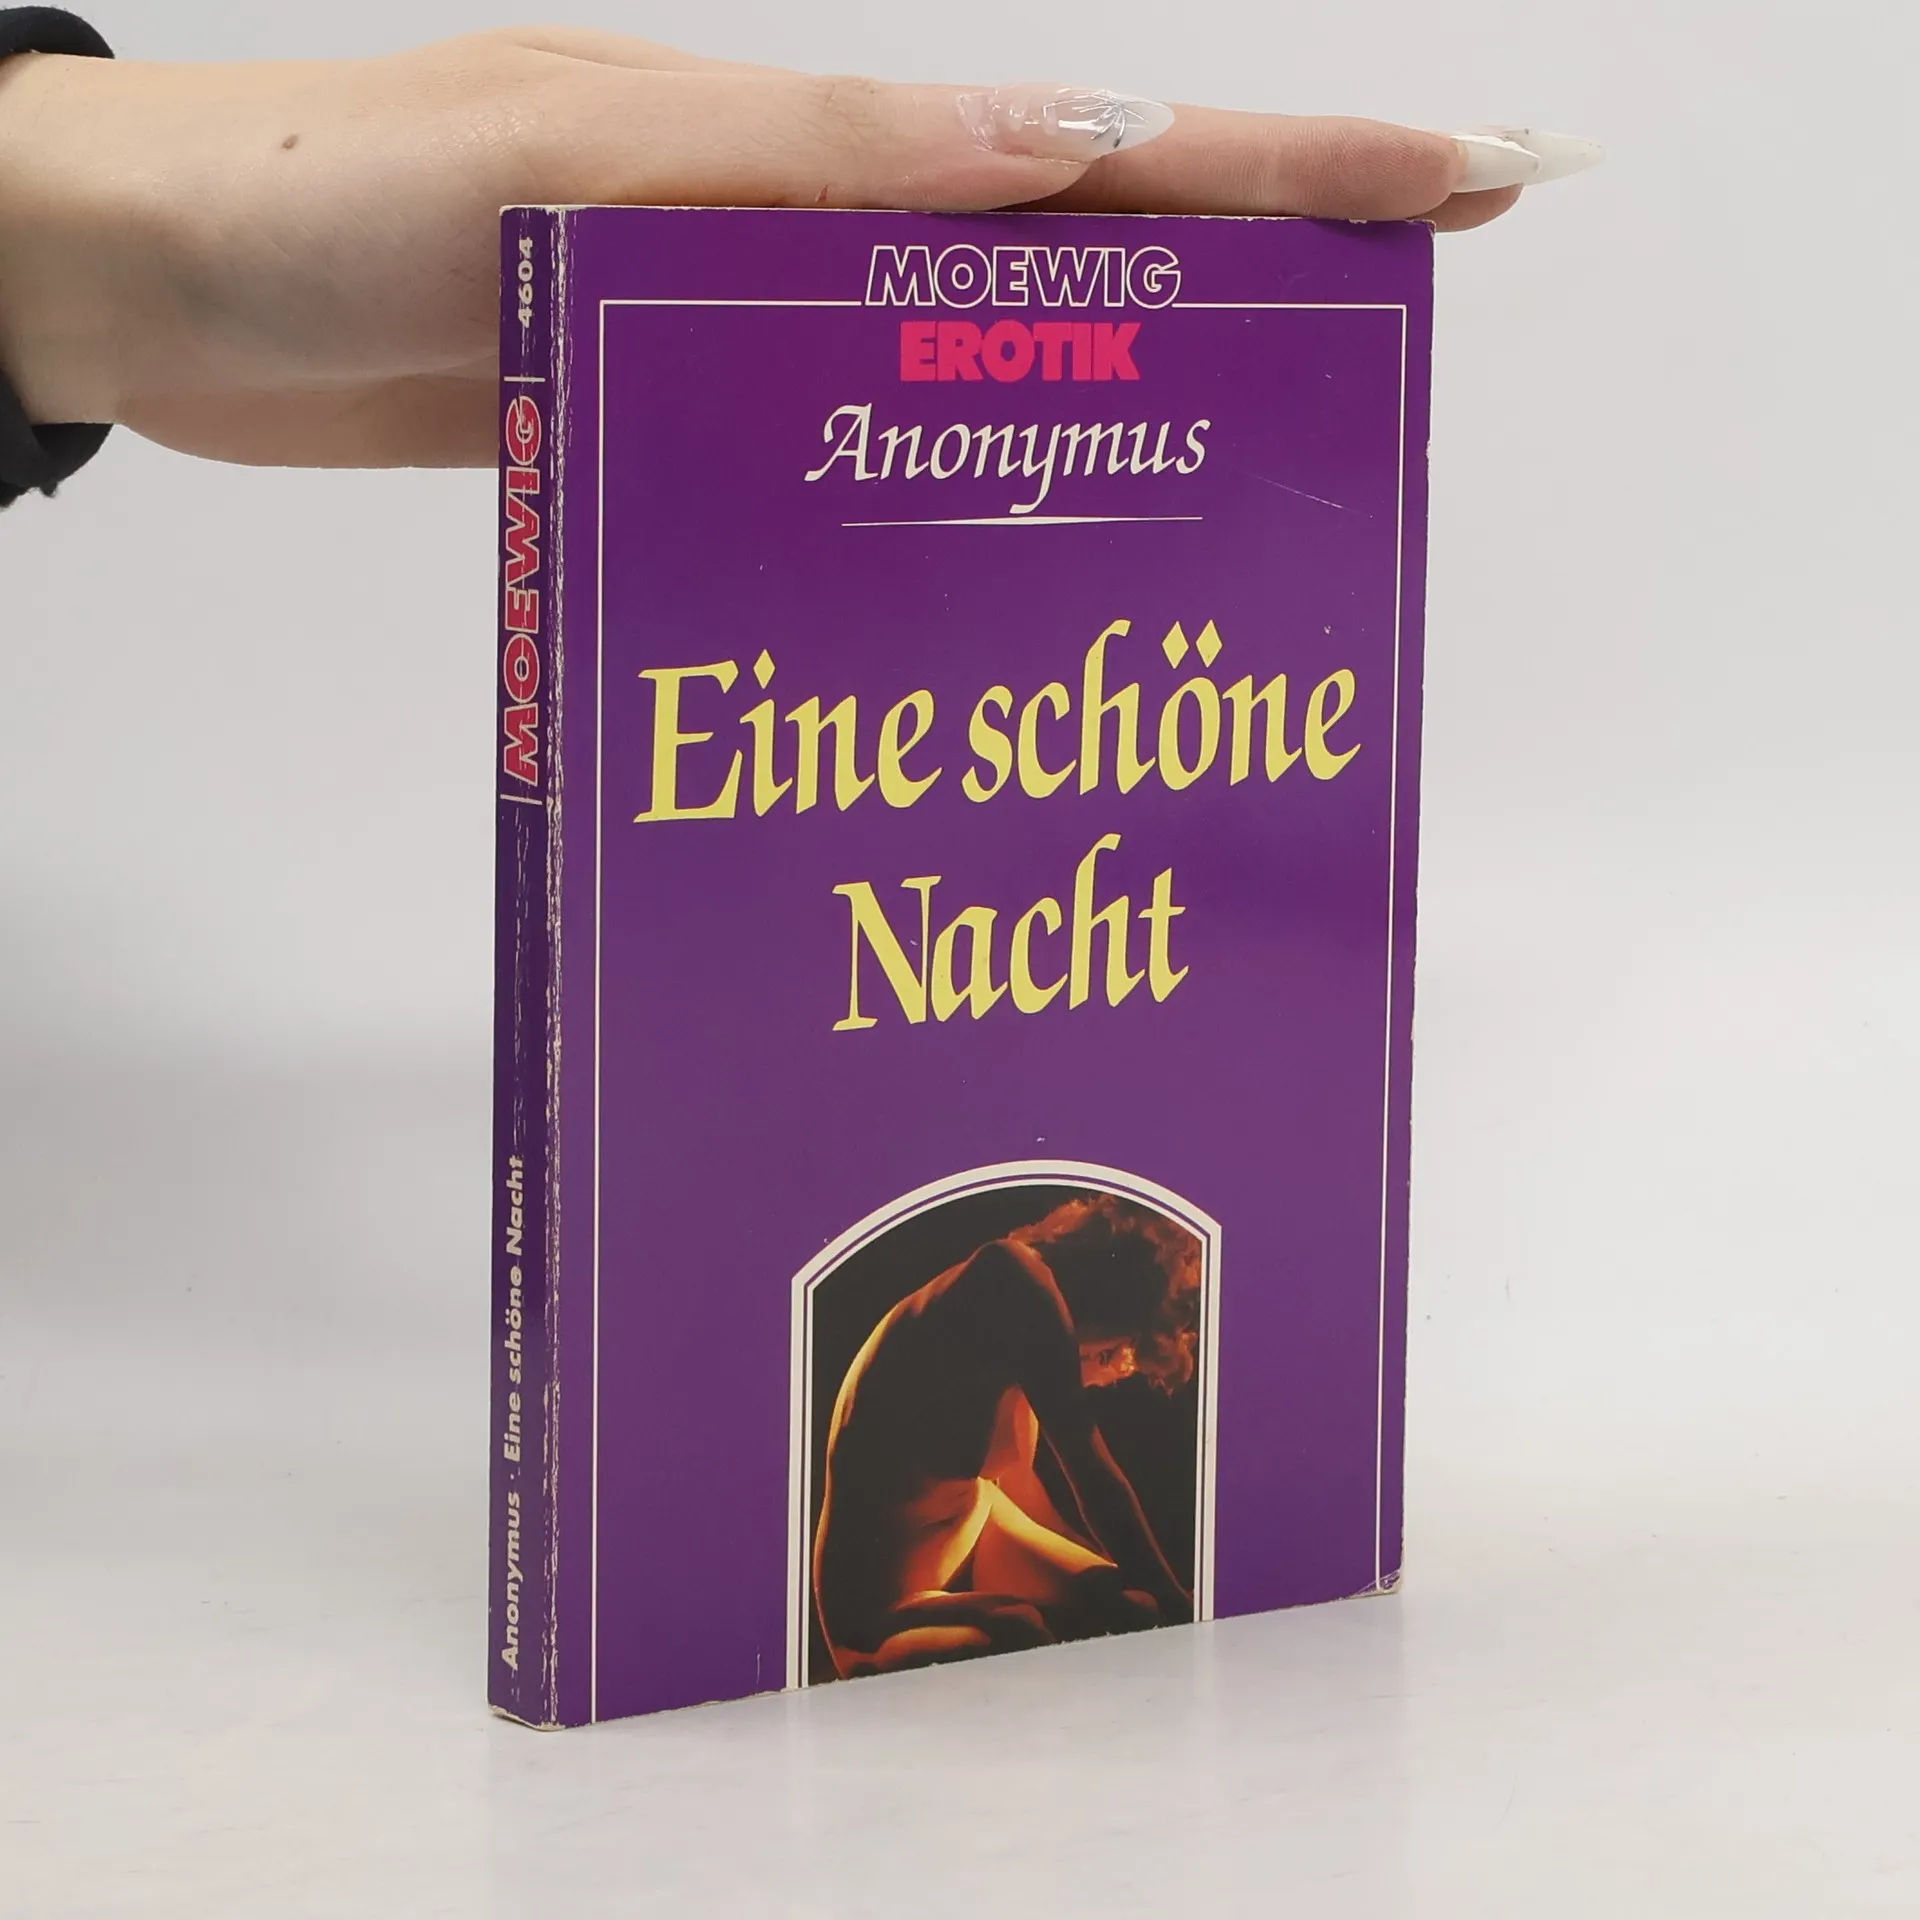 MOEWIG
EROTIK
Anonymus
Eine schöne
Nacht
Anonymus · Eine schöne Nacht
MOEWIG
4604